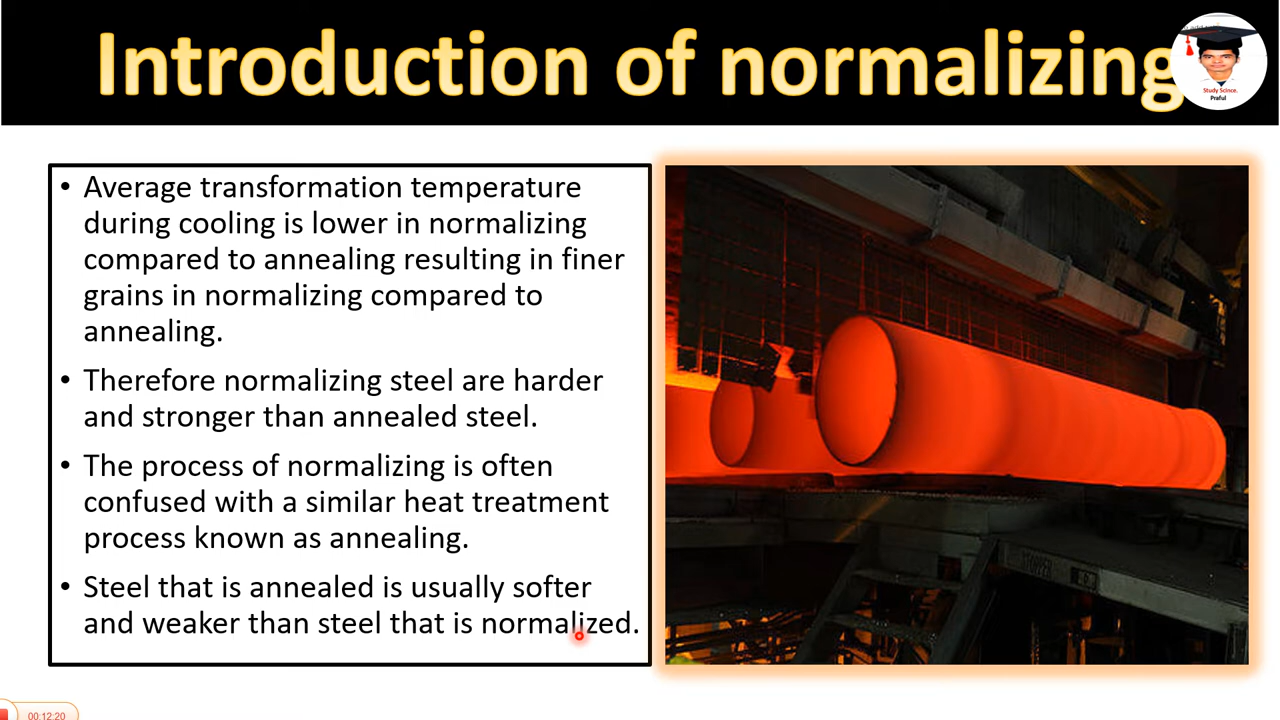 Introduction of normalizing
Study Scince.
Praful
• Average transformation temperature
during cooling is lower in normalizing
compared to annealing resulting in finer
grains in normalizing compared to
annealing.
• Therefore normalizing steel are harder
and stronger than annealed steel.
• The process of normalizing is often
confused with a similar heat treatment
process known as annealing.
• Steel that is annealed is usually softer
and weaker than steel that is normalized.
STOPPER
00:12:20